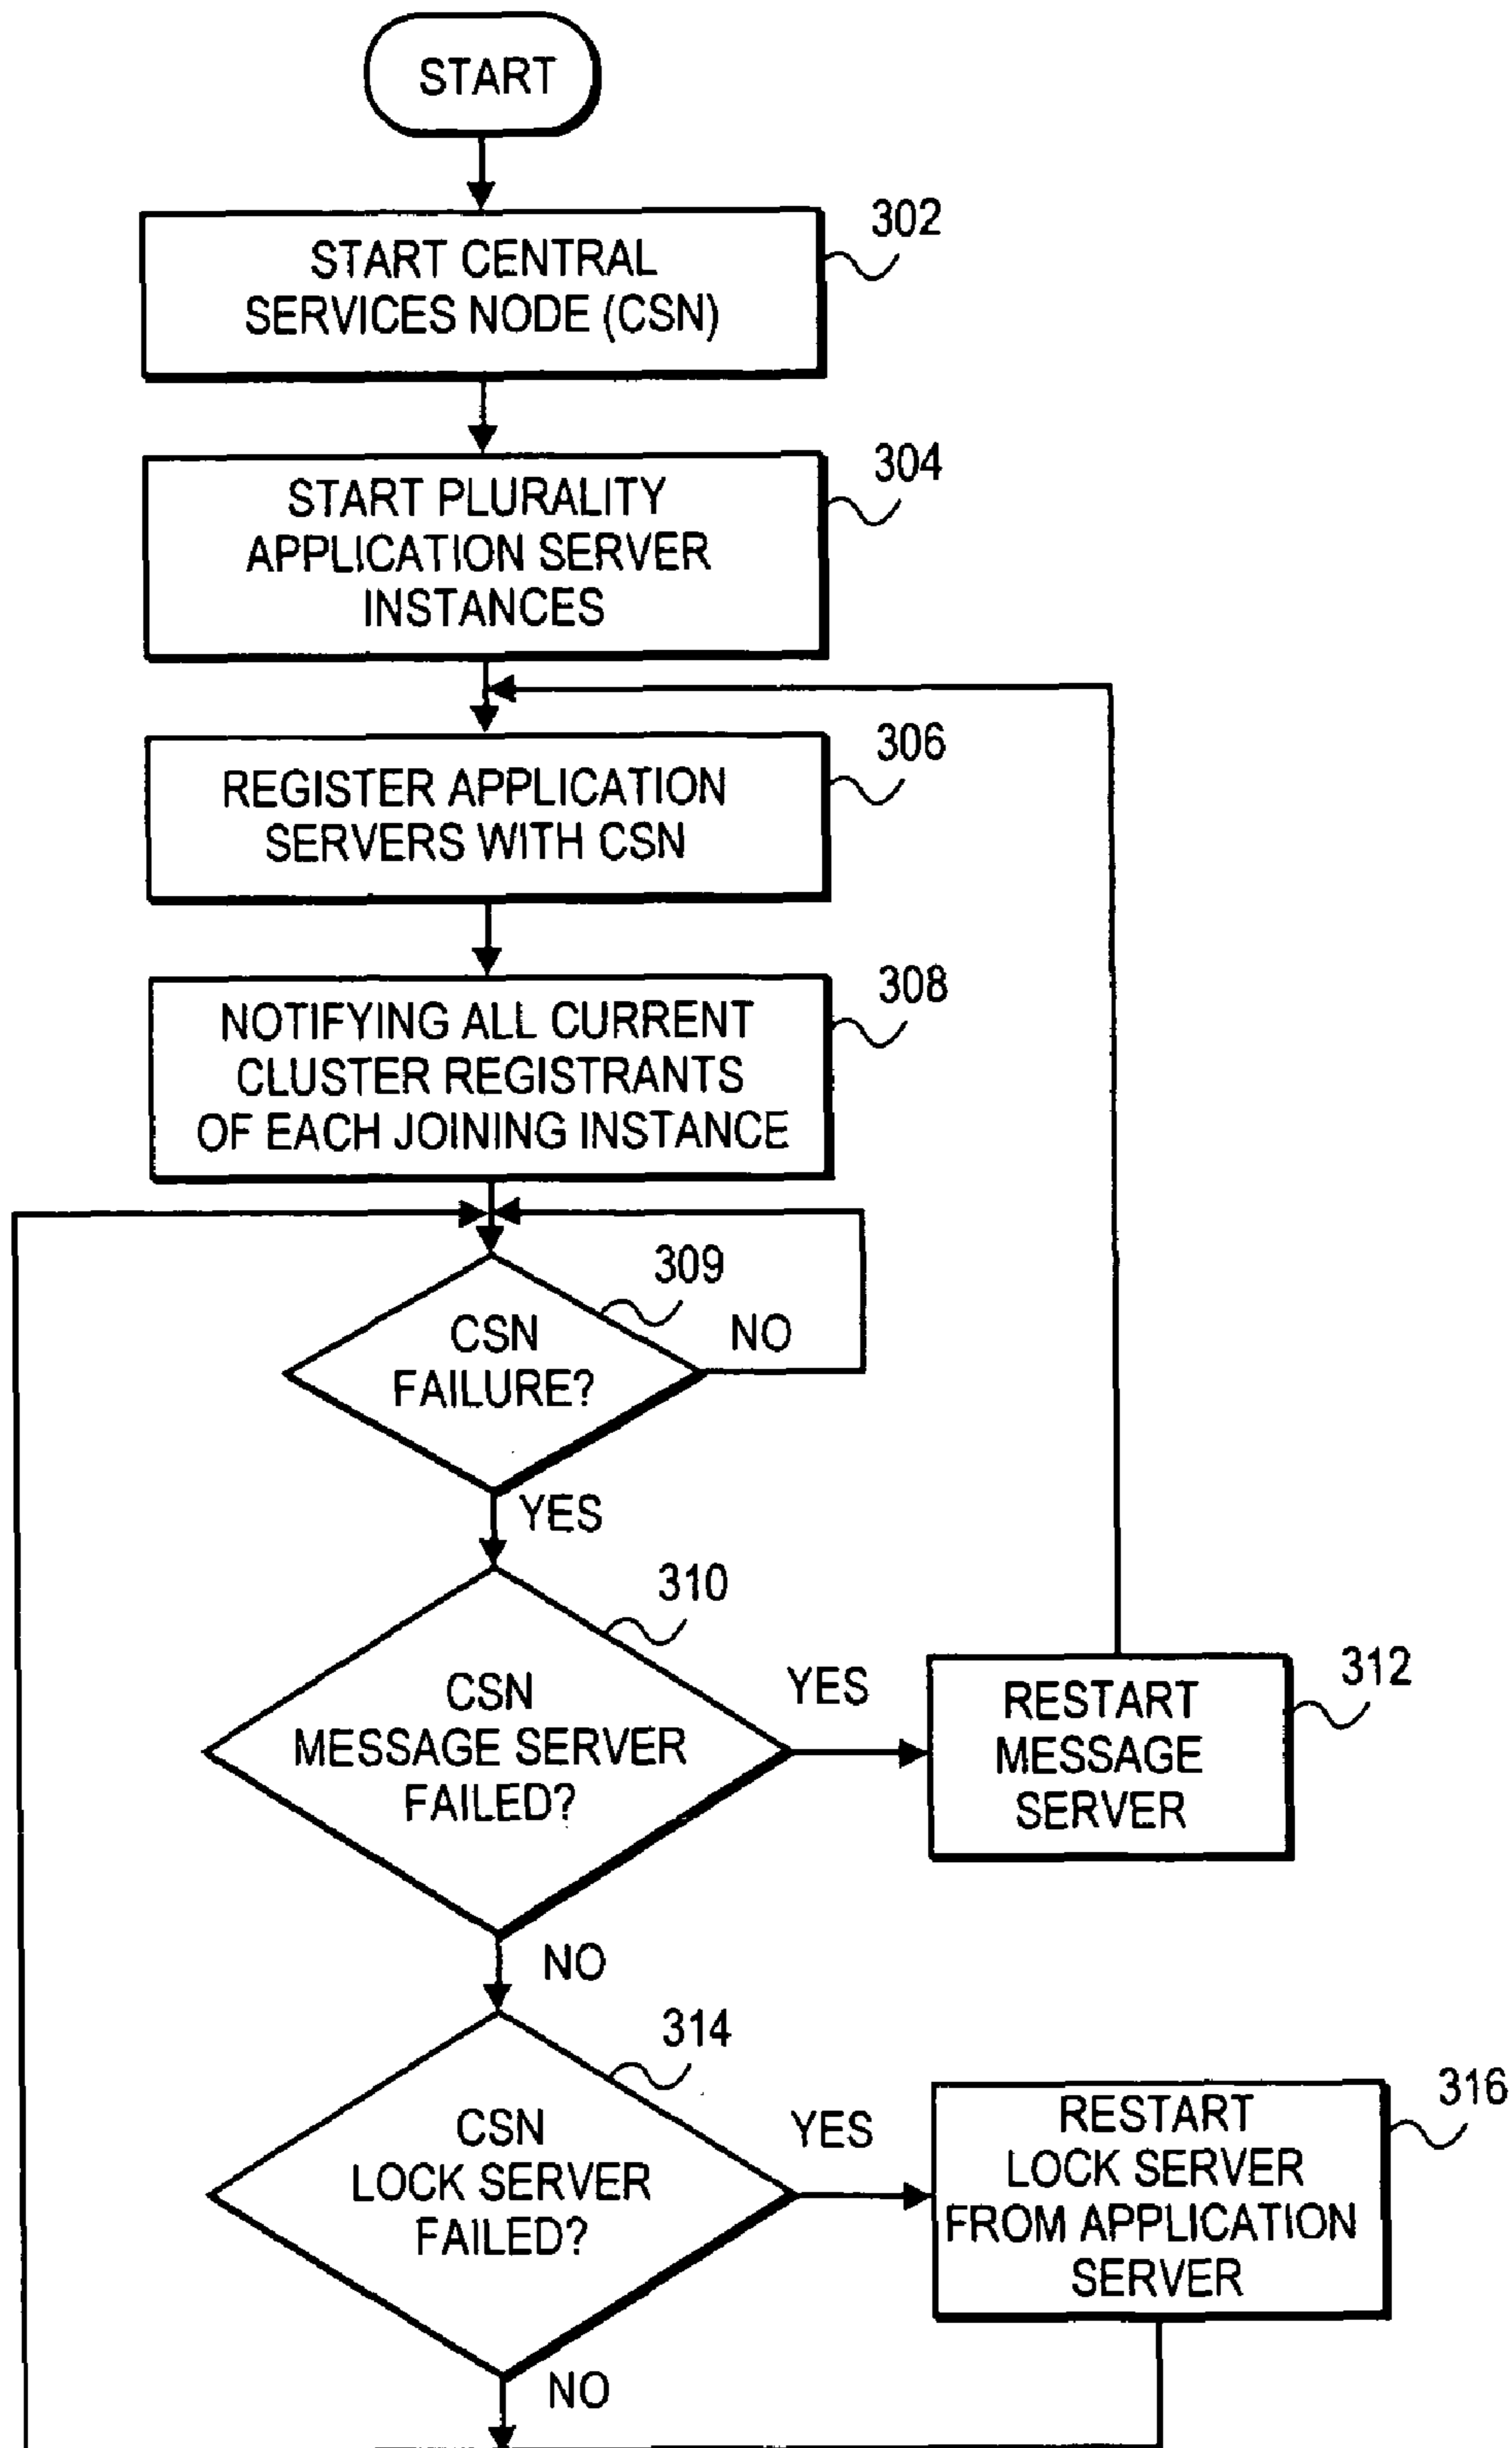 START
302
START CENTRAL
SERVICES NODE (CSN)
304
START PLURALITY
APPLICATION SERVER
INSTANCES
306
REGISTER APPLICATION
SERVERS WITH CSN
308
NOTIFYING ALL CURRENT
CLUSTER REGISTRANTS
OF EACH JOINING INSTANCE
309
CSN
FAILURE?
NO
YES
310
CSN
MESSAGE SERVER
FAILED?
YES
312
RESTART
MESSAGE
SERVER
NO
314
CSN
LOCK SERVER
FAILED?
YES
316
RESTART
LOCK SERVER
FROM APPLICATION
SERVER
NO